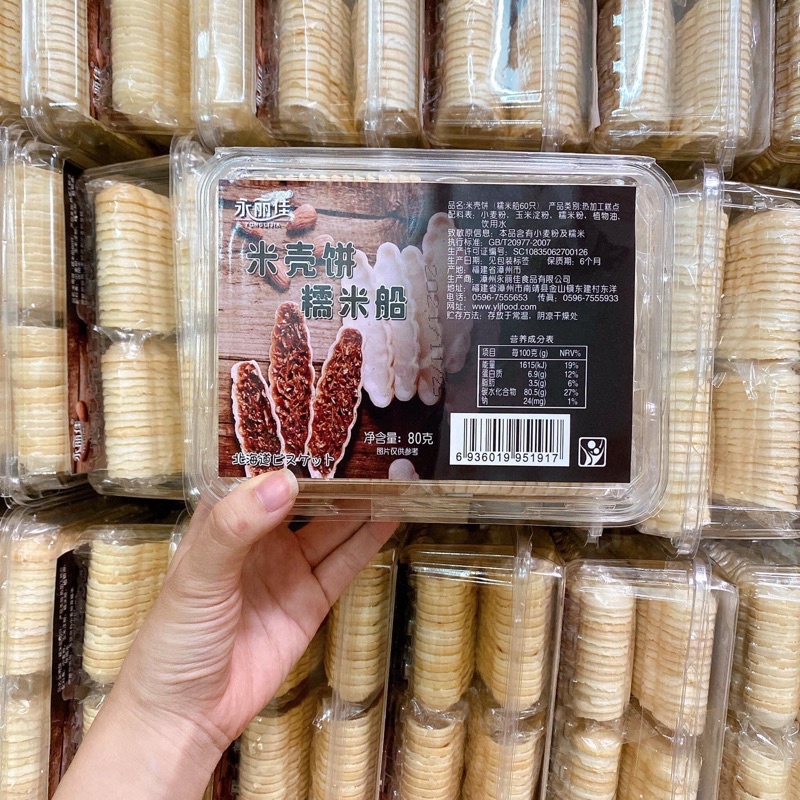 永丽佳
YONGLIJIA
米壳饼
糯米船
净含量: 80克
图片仅供参考
北海道ビスケット
品名:米壳饼（糯米船60只） 产品类别:热加工糕点
配料表: 小麦粉、玉米淀粉、糯米粉、植物油、
饮用水
致敏原信息: 本品含有小麦粉及糯米
执行标准: GB/T20977-2007
生产许可证编号: SC10835062700126
生产日期: 见包装标签 保质期: 6个月
产地: 福建省漳州市
生产商: 漳州永丽佳食品有限公司
地址: 福建省漳州市南靖县金山镇东建村东洋
电话: 0596-7555653 传真: 0596-7555933
网址: www.yljfood.com
贮存方法: 存放于常温、阴凉干燥处
营养成分表
项目 每100克(g) NRV%
能量 1615(kJ) 19%
蛋白质 6.9(g) 12%
脂肪 3.5(g) 6%
碳水化合物 80.5(g) 27%
钠 24(mg) 1%
6 936019 951917